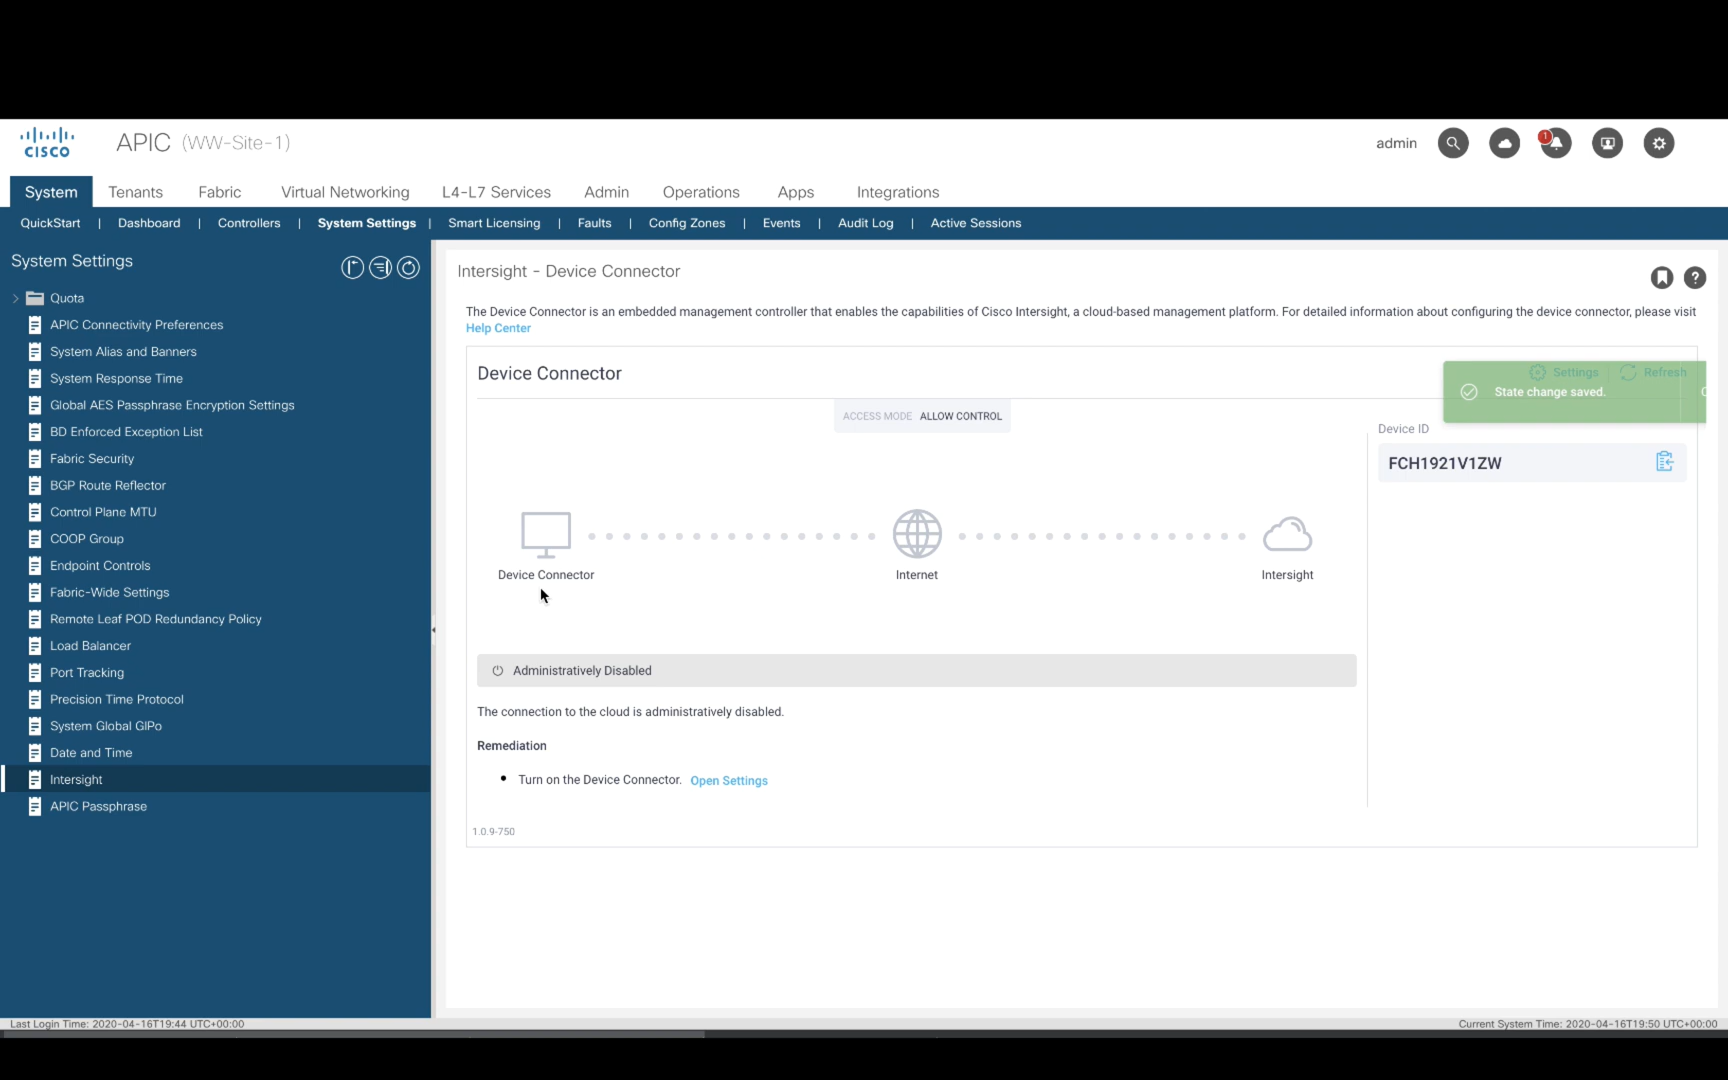 CISCO
APIC (WW-Site-1)
admin
1
System Tenants Fabric Virtual Networking L4-L7 Services Admin Operations Apps Integrations
QuickStart | Dashboard | Controllers | System Settings | Smart Licensing | Faults | Config Zones | Events | Audit Log | Active Sessions
System Settings
Quota
APIC Connectivity Preferences
System Alias and Banners
System Response Time
Global AES Passphrase Encryption Settings
BD Enforced Exception List
Fabric Security
BGP Route Reflector
Control Plane MTU
COOP Group
Endpoint Controls
Fabric-Wide Settings
Remote Leaf POD Redundancy Policy
Load Balancer
Port Tracking
Precision Time Protocol
System Global GIPo
Date and Time
Intersight
APIC Passphrase
Intersight - Device Connector
The Device Connector is an embedded management controller that enables the capabilities of Cisco Intersight, a cloud-based management platform. For detailed information about configuring the device connector, please visit
Help Center
Device Connector
Settings Refresh
State change saved.
ACCESS MODE ALLOW CONTROL
Device ID
FCH1921V1ZW
Device Connector
Internet
Intersight
Administratively Disabled
The connection to the cloud is administratively disabled.
Remediation
• Turn on the Device Connector. Open Settings
1.0.9-750
Last Login Time: 2020-04-16T19:44 UTC+00:00
Current System Time: 2020-04-16T19:50 UTC+00:00